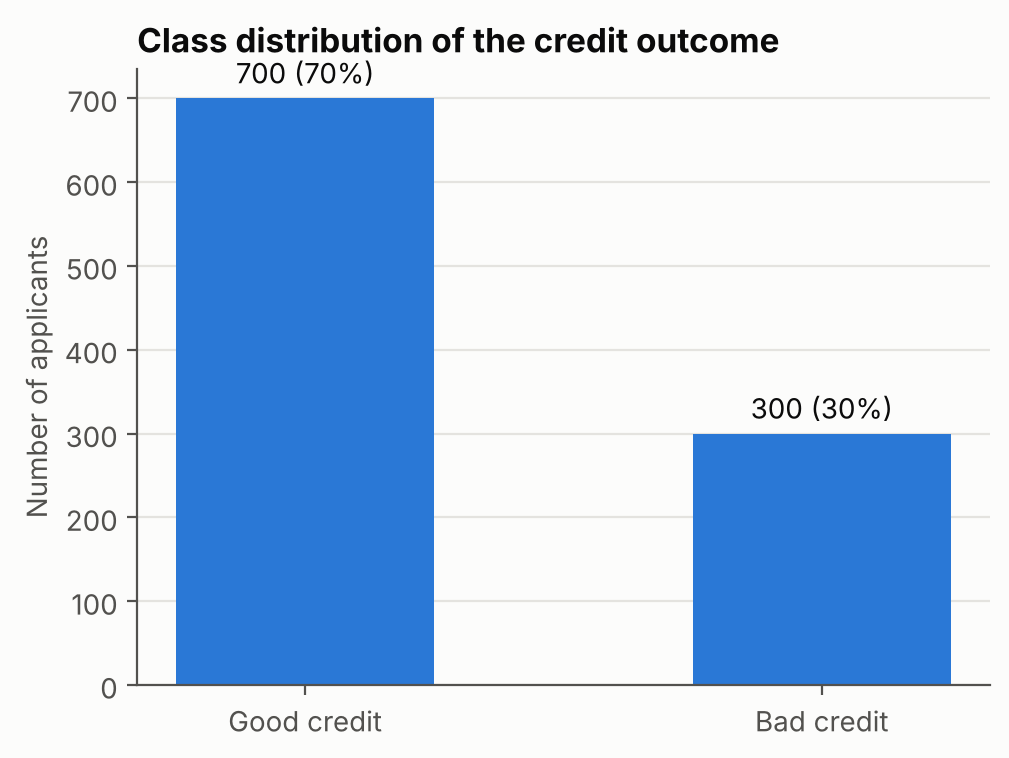 Class distribution of the credit outcome
700 (70%)
700
600
500
400
300
200
100
0
Number of applicants
300 (30%)
Good credit
Bad credit